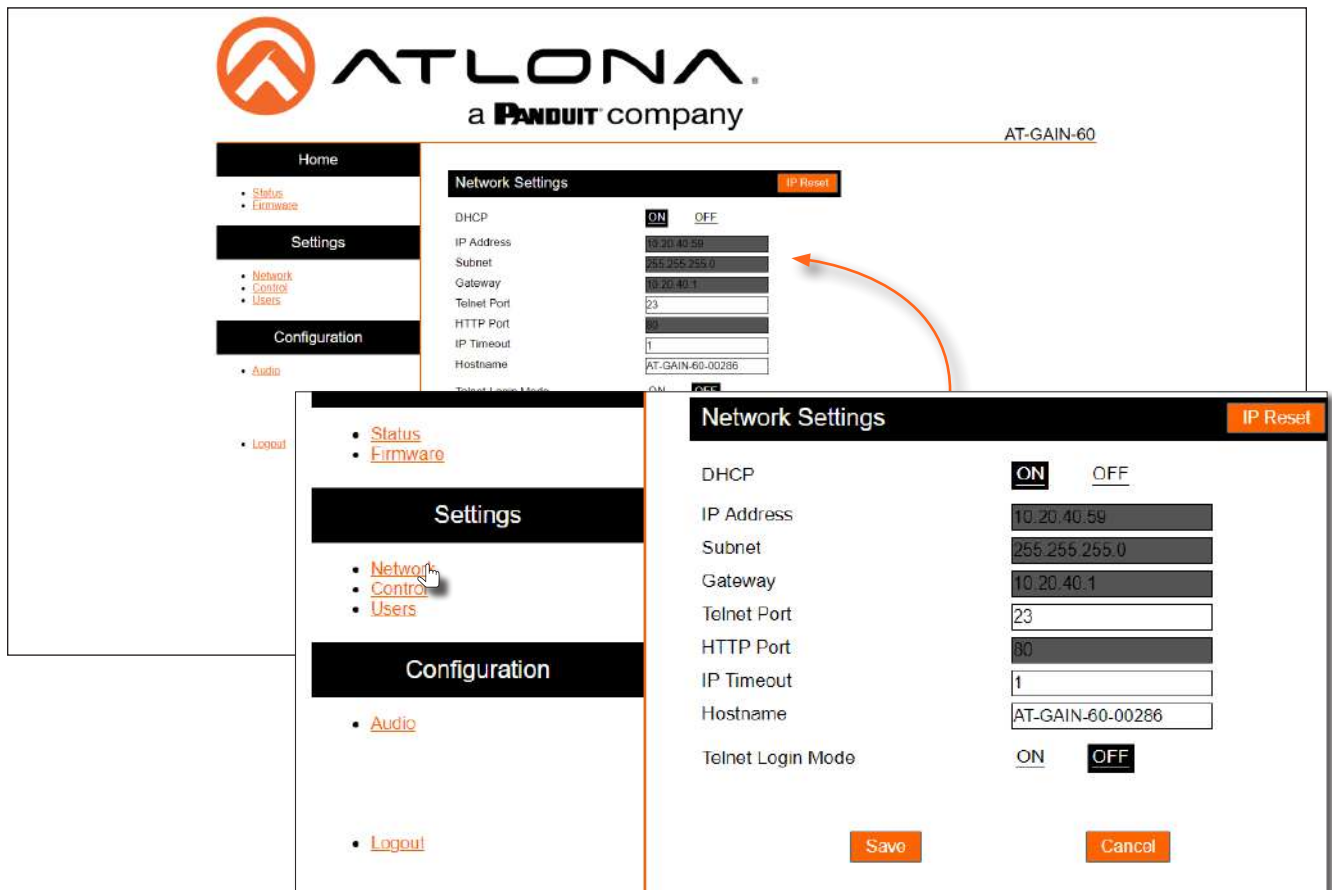 ATLONA.
a PANDUIT company
AT-GAIN-60
Home
Status
Firmware
Settings
Network
Control
Users
Configuration
Audio
Logout
Network Settings
IP Reset
DHCP ON OFF
IP Address 10.20.40.59
Subnet 255.255.255.0
Gateway 10.20.40.1
Telnet Port 23
HTTP Port 80
IP Timeout 1
Hostname AT-GAIN-60-00286
Telnet Login Mode ON OFF
Status
Firmware
Settings
Network
Control
Users
Configuration
Audio
Logout
Network Settings
IP Reset
DHCP ON OFF
IP Address 10.20.40.59
Subnet 255.255.255.0
Gateway 10.20.40.1
Telnet Port 23
HTTP Port 80
IP Timeout 1
Hostname AT-GAIN-60-00286
Telnet Login Mode ON OFF
Save Cancel